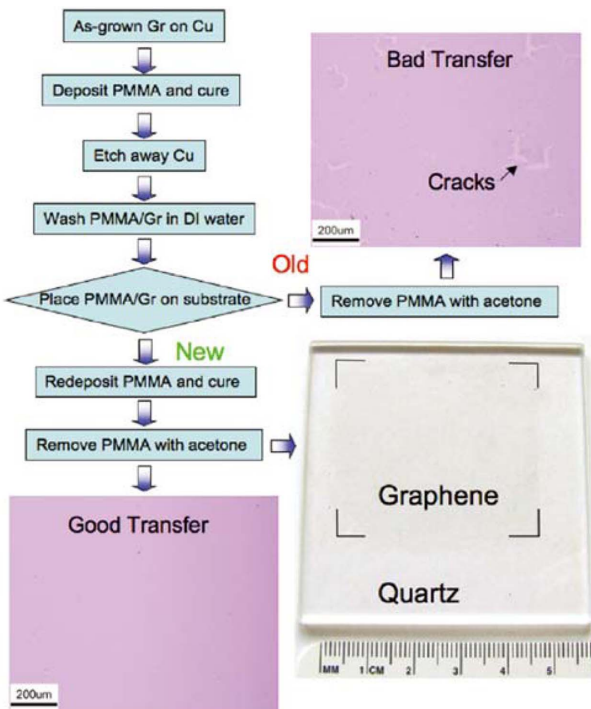 As-grown Gr on Cu
Deposit PMMA and cure
Etch away Cu
Wash PMMA/Gr in DI water
Place PMMA/Gr on substrate
Old
Remove PMMA with acetone
Bad Transfer
Cracks
200um
New
Redeposit PMMA and cure
Remove PMMA with acetone
Good Transfer
200um
Graphene
Quartz
MM 1 CM 2 3 4 5